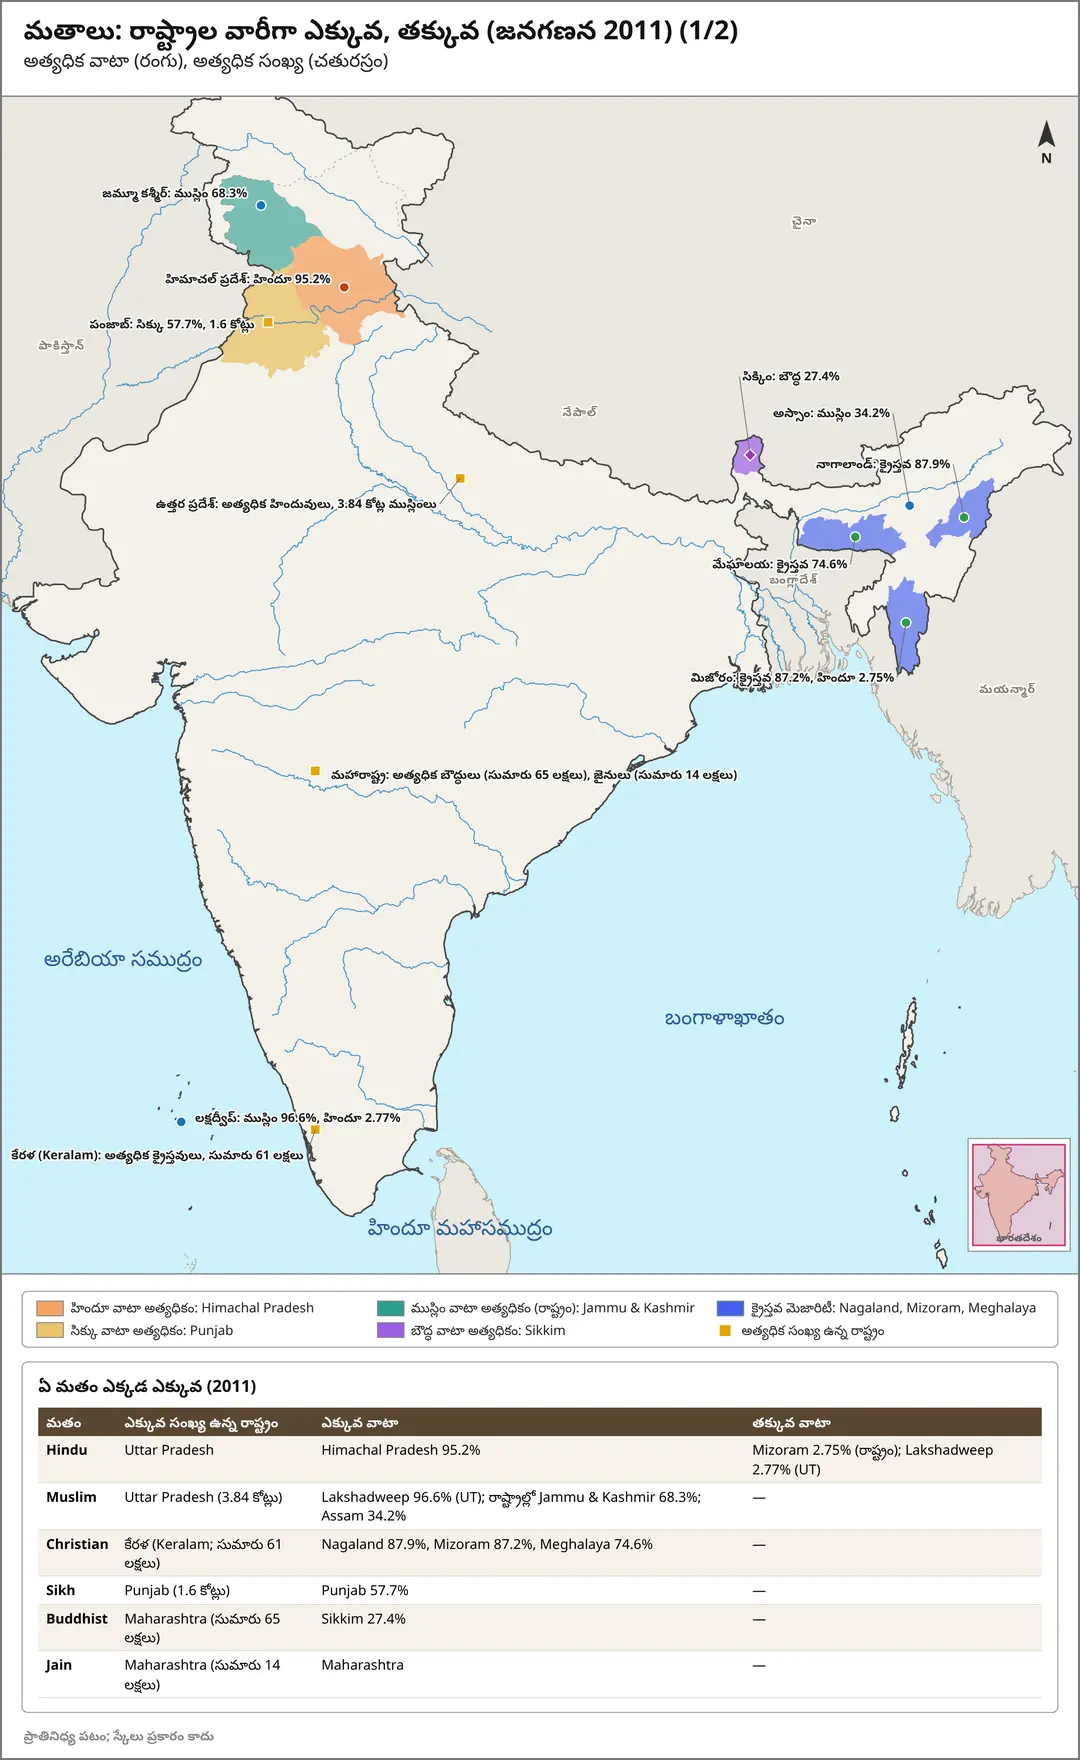 మతాలు: రాష్ట్రాల వారీగా ఎక్కువ, తక్కువ (జనగణన 2011) (1/2)
అత్యధిక వాటా (రంగు), అత్యధిక సంఖ్య (చతురస్రం)
N
జమ్మూ కశ్మీర్: ముస్లిం 68.3%
చైనా
హిమాచల్ ప్రదేశ్: హిందూ 95.2%
పంజాబ్: సిక్కు 57.7%, 1.6 కోట్లు
పాకిస్తాన్
సిక్కిం: బౌద్ధ 27.4%
నేపాల్
అస్సాం: ముస్లిం 34.2%
నాగాలాండ్: క్రైస్తవ 87.9%
ఉత్తర ప్రదేశ్: అత్యధిక హిందువులు, 3.84 కోట్ల ముస్లింలు
మేఘాలయ: క్రైస్తవ 74.6%
బంగ్లాదేశ్
మిజోరం: క్రైస్తవ 87.2%, హిందూ 2.75%
మయన్మార్
మహారాష్ట్ర: అత్యధిక బౌద్ధులు (సుమారు 65 లక్షలు), జైనులు (సుమారు 14 లక్షలు)
అరేబియా సముద్రం
బంగాళాఖాతం
లక్షద్వీప్: ముస్లిం 96.6%, హిందూ 2.77%
కేరళ (Keralam): అత్యధిక క్రైస్తవులు, సుమారు 61 లక్షలు
హిందూ మహాసముద్రం
భారతదేశం
హిందూ వాటా అత్యధికం: Himachal Pradesh
ముస్లిం వాటా అత్యధికం (రాష్ట్రం): Jammu & Kashmir
క్రైస్తవ మెజారిటీ: Nagaland, Mizoram, Meghalaya
సిక్కు వాటా అత్యధికం: Punjab
బౌద్ధ వాటా అత్యధికం: Sikkim
అత్యధిక సంఖ్య ఉన్న రాష్ట్రం
ఏ మతం ఎక్కడ ఎక్కువ (2011)
మతం ఎక్కువ సంఖ్య ఉన్న రాష్ట్రం ఎక్కువ వాటా తక్కువ వాటా
Hindu Uttar Pradesh Himachal Pradesh 95.2% Mizoram 2.75% (రాష్ట్రం); Lakshadweep
2.77% (UT)
Muslim Uttar Pradesh (3.84 కోట్లు) Lakshadweep 96.6% (UT); రాష్ట్రాల్లో Jammu & Kashmir 68.3%; —
Assam 34.2%
Christian కేరళ (Keralam; సుమారు 61 Nagaland 87.9%, Mizoram 87.2%, Meghalaya 74.6% —
లక్షలు)
Sikh Punjab (1.6 కోట్లు) Punjab 57.7% —
Buddhist Maharashtra (సుమారు 65 Sikkim 27.4% —
లక్షలు)
Jain Maharashtra (సుమారు 14 Maharashtra —
లక్షలు)
ప్రాతినిధ్య పటం; స్కేలు ప్రకారం కాదు